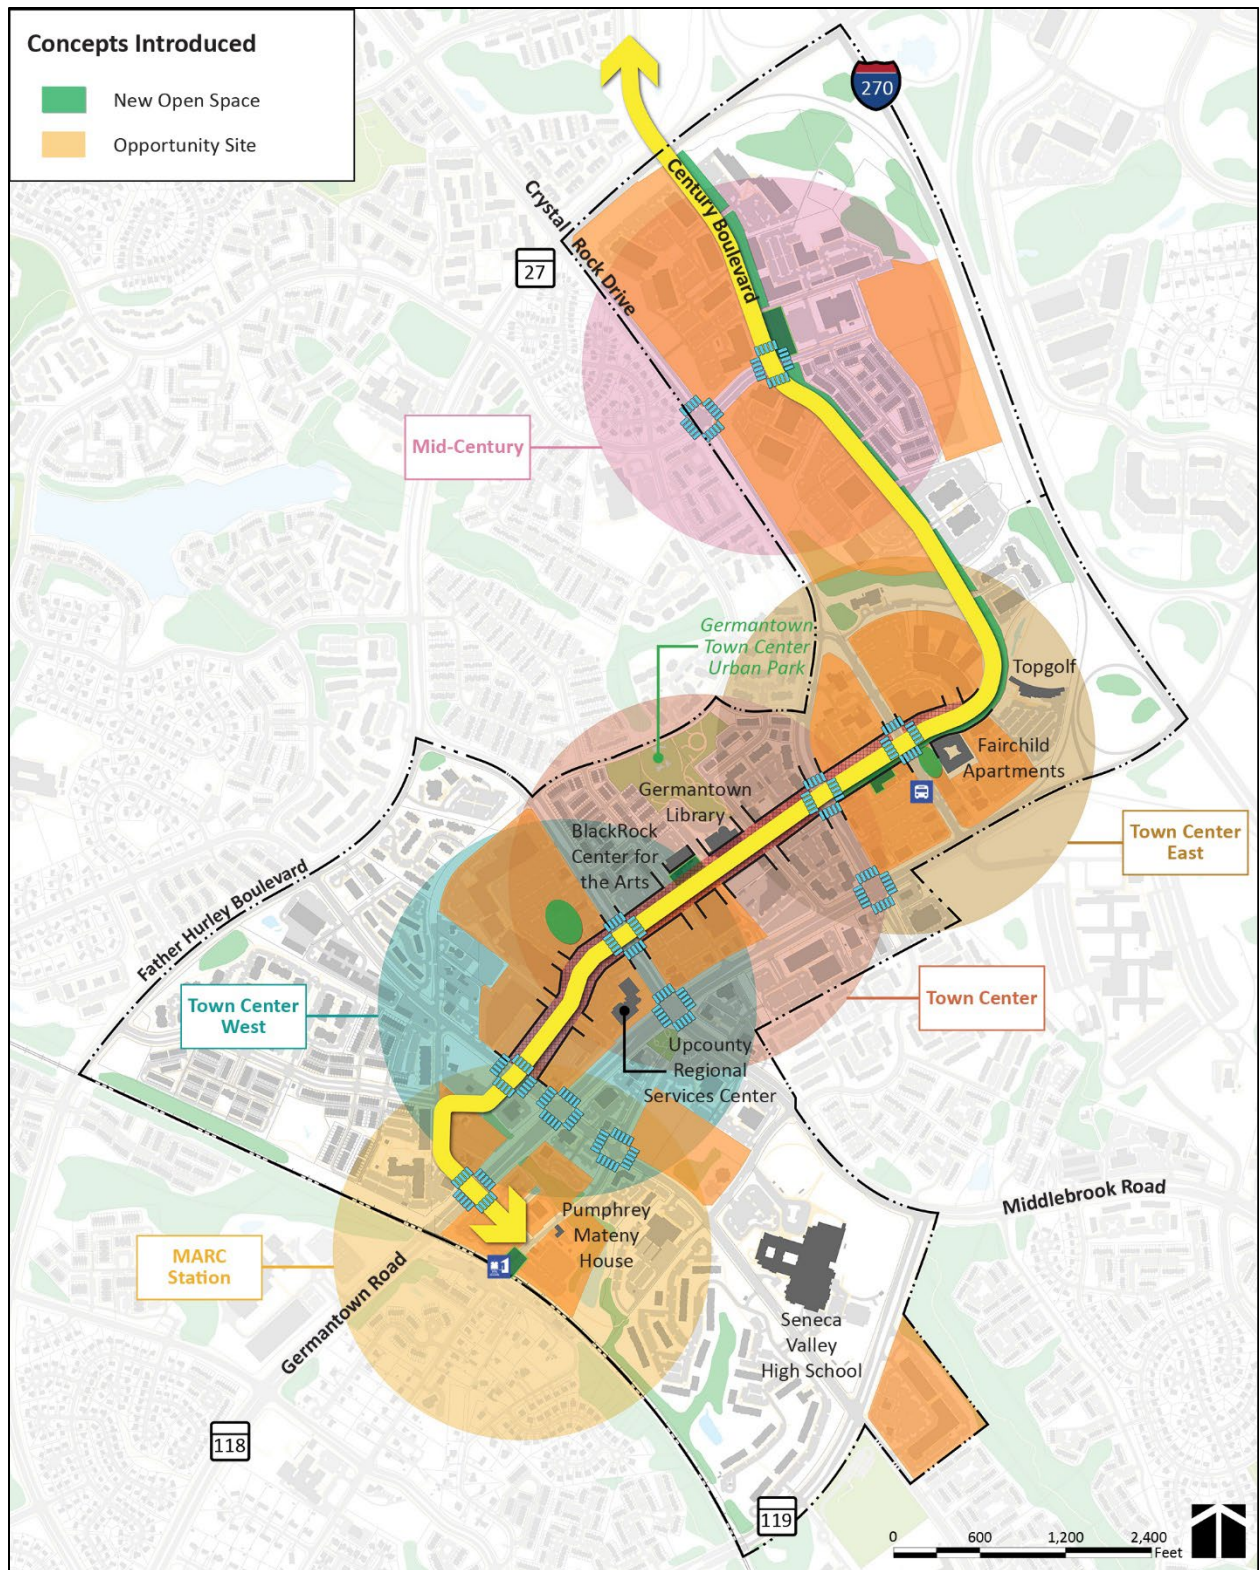 Concepts Introduced
New Open Space
Opportunity Site
270
Century Boulevard
Crystal Rock Drive
27
Mid-Century
Germantown
Town Center
Urban Park
Topgolf
Fairchild
Apartments
Germantown
Library
BlackRock
Center for
the Arts
Town Center
East
Father Hurley Boulevard
Town Center
West
Town Center
Upcounty
Regional
Services Center
Middlebrook Road
Pumphrey
Mateny
House
MARC
Station
Germantown Road
Seneca
Valley
High School
118
119
0 600 1,200 2,400
Feet